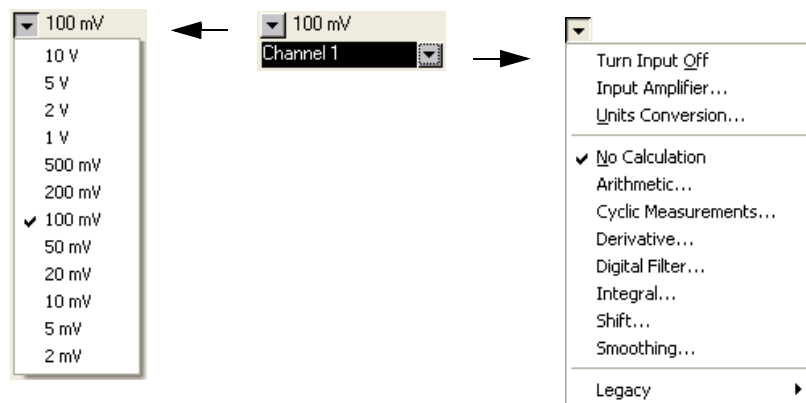 100 mV
10 V
5 V
2 V
1 V
500 mV
200 mV
100 mV
50 mV
20 mV
10 mV
5 mV
2 mV
100 mV
Channel 1
Turn Input Off
Input Amplifier...
Units Conversion...
No Calculation
Arithmetic...
Cyclic Measurements...
Derivative...
Digital Filter...
Integral...
Shift...
Smoothing...
Legacy